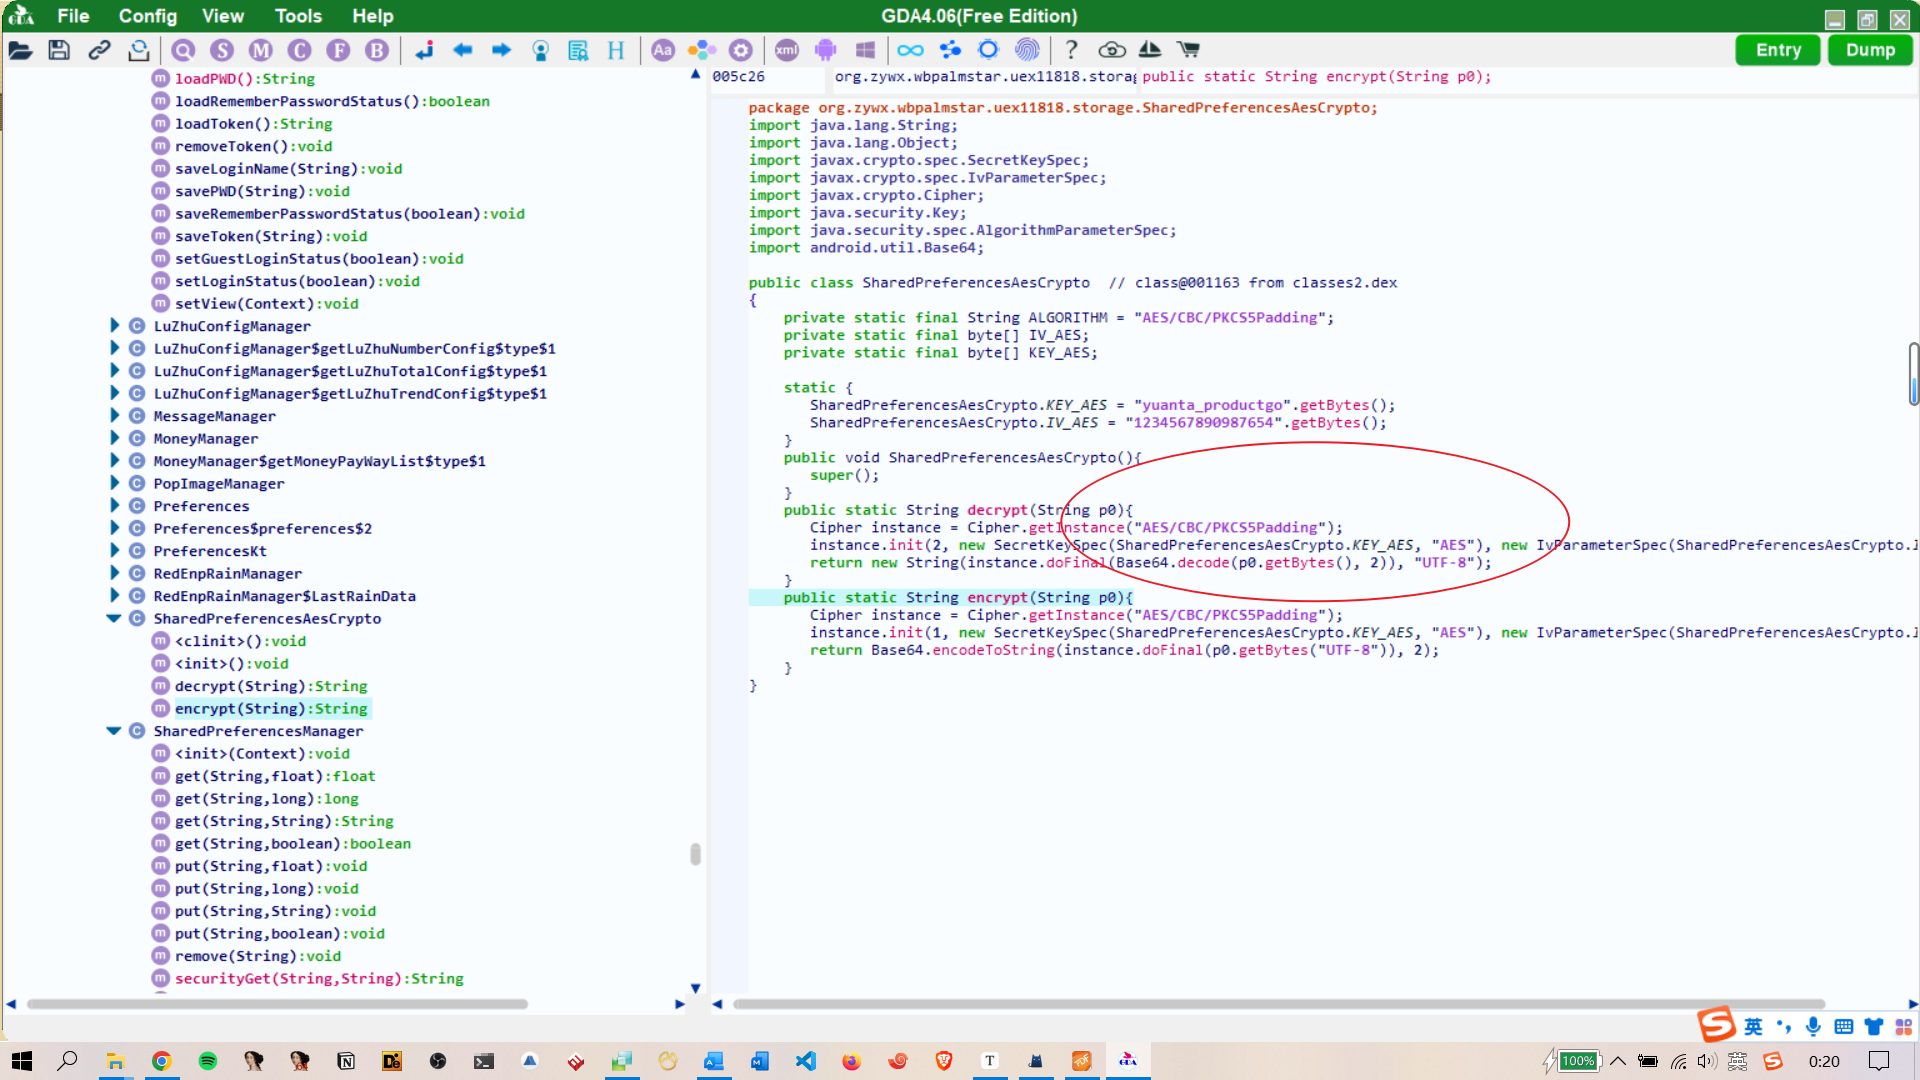 File Config View Tools Help GDA4.06(Free Edition)
Q S M C F B H Aa xml ? Entry Dump
loadPWD():String
loadRememberPasswordStatus():boolean
loadToken():String
removeToken():void
saveLoginName(String):void
savePWD(String):void
saveRememberPasswordStatus(boolean):void
saveToken(String):void
setGuestLoginStatus(boolean):void
setLoginStatus(boolean):void
setView(Context):void
LuZhuConfigManager
LuZhuConfigManager$getLuZhuNumberConfig$type$1
LuZhuConfigManager$getLuZhuTotalConfig$type$1
LuZhuConfigManager$getLuZhuTrendConfig$type$1
MessageManager
MoneyManager
MoneyManager$getMoneyPayWayList$type$1
PopImageManager
Preferences
Preferences$preferences$2
PreferencesKt
RedEnpRainManager
RedEnpRainManager$LastRainData
SharedPreferencesAesCrypto
<clinit>():void
<init>():void
decrypt(String):String
encrypt(String):String
SharedPreferencesManager
<init>(Context):void
get(String,float):float
get(String,long):long
get(String,String):String
get(String,boolean):boolean
put(String,float):void
put(String,long):void
put(String,String):void
put(String,boolean):void
remove(String):void
securityGet(String,String):String
005c26 org.zywx.wbpalmstar.uex11818.storag public static String encrypt(String p0);
package org.zywx.wbpalmstar.uex11818.storage.SharedPreferencesAesCrypto;
import java.lang.String;
import java.lang.Object;
import javax.crypto.spec.SecretKeySpec;
import javax.crypto.spec.IvParameterSpec;
import javax.crypto.Cipher;
import java.security.Key;
import java.security.spec.AlgorithmParameterSpec;
import android.util.Base64;
public class SharedPreferencesAesCrypto // class@001163 from classes2.dex
{
private static final String ALGORITHM = "AES/CBC/PKCS5Padding";
private static final byte[] IV_AES;
private static final byte[] KEY_AES;
static {
SharedPreferencesAesCrypto.KEY_AES = "yuanta_productgo".getBytes();
SharedPreferencesAesCrypto.IV_AES = "1234567890987654".getBytes();
}
public void SharedPreferencesAesCrypto(){
super();
}
public static String decrypt(String p0){
Cipher instance = Cipher.getInstance("AES/CBC/PKCS5Padding");
instance.init(2, new SecretKeySpec(SharedPreferencesAesCrypto.KEY_AES, "AES"), new IvParameterSpec(SharedPreferencesAesCrypto.
return new String(instance.doFinal(Base64.decode(p0.getBytes(), 2)), "UTF-8");
}
public static String encrypt(String p0){
Cipher instance = Cipher.getInstance("AES/CBC/PKCS5Padding");
instance.init(1, new SecretKeySpec(SharedPreferencesAesCrypto.KEY_AES, "AES"), new IvParameterSpec(SharedPreferencesAesCrypto.
return Base64.encodeToString(instance.doFinal(p0.getBytes("UTF-8")), 2);
}
}
英
100% 英 0:20